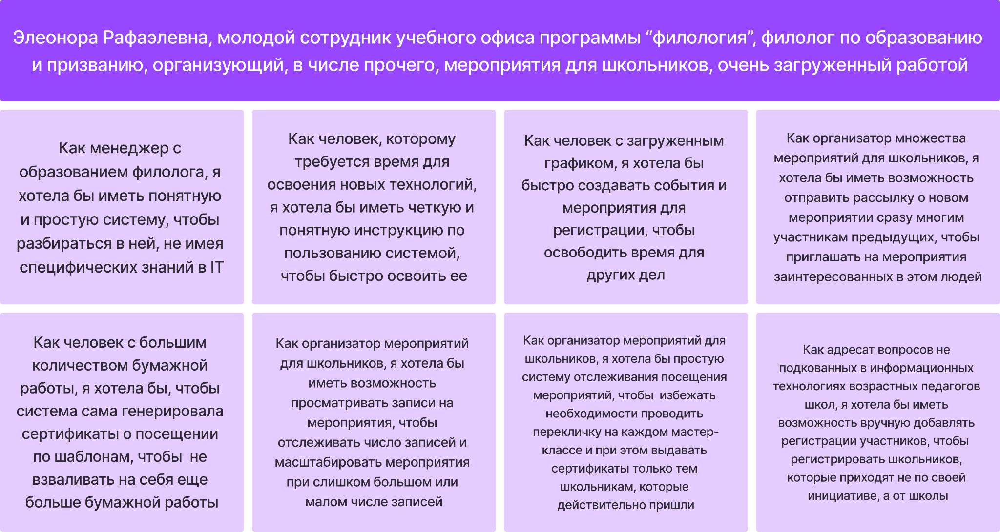 Элеонора Рафаэлевна, молодой сотрудник учебного офиса программы “филология”, филолог по образованию
и призванию, организующий, в числе прочего, мероприятия для школьников, очень загруженный работой
Как менеджер с
образованием филолога, я
хотела бы иметь понятную
и простую систему, чтобы
разбираться в ней, не имея
специфических знаний в IT
Как человек, которому
требуется время для
освоения новых технологий,
я хотела бы иметь четкую и
понятную инструкцию по
пользованию системой,
чтобы быстро освоить ее
Как человек с загруженным
графиком, я хотела бы
быстро создавать события и
мероприятия для
регистрации, чтобы
освободить время для
других дел
Как организатор множества
мероприятий для школьников, я
хотела бы иметь возможность
отправить рассылку о новом
мероприятии сразу многим
участникам предыдущих, чтобы
приглашать на мероприятия
заинтересованных в этом людей
Как человек с большим
количеством бумажной
работы, я хотела бы, чтобы
система сама генерировала
сертификаты о посещении
по шаблонам, чтобы  не
взваливать на себя еще
больше бумажной работы
Как организатор мероприятий
для школьников, я хотела бы
иметь возможность
просматривать записи на
мероприятия, чтобы
отслеживать число записей и
масштабировать мероприятия
при слишком большом или
малом числе записей
Как организатор мероприятий для
школьников, я хотела бы простую
систему отслеживания посещения
мероприятий, чтобы  избежать
необходимости проводить
перекличку на каждом мастер-
классе и при этом выдавать
сертификаты только тем
школьникам, которые
действительно пришли
Как адресат вопросов не
подкованных в информационных
технологиях возрастных педагогов
школ, я хотела бы иметь
возможность вручную добавлять
регистрации участников, чтобы
регистрировать школьников,
которые приходят не по своей
инициативе, а от школы